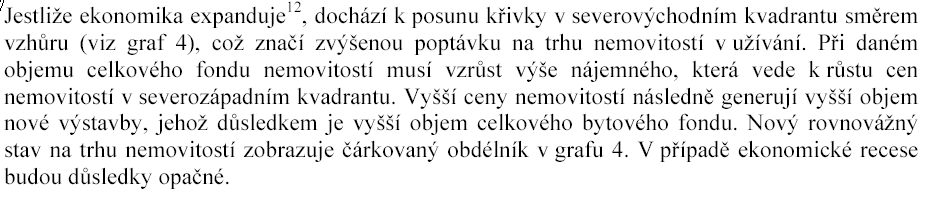 Jestliže ekonomika expanduje12, dochází k posunu křivky v severovýchodním kvadrantu směrem
vzhůru (viz graf 4), což značí zvýšenou poptávku na trhu nemovitostí v užívání. Při daném
objemu celkového fondu nemovitostí musí vzrůst výše nájemného, která vede k růstu cen
nemovitostí v severozápadním kvadrantu. Vyšší ceny nemovitostí následně generují vyšší objem
nové výstavby, jehož důsledkem je vyšší objem celkového bytového fondu. Nový rovnovážný
stav na trhu nemovitostí zobrazuje čárkovaný obdélník v grafu 4. V případě ekonomické recese
budou důsledky opačné.